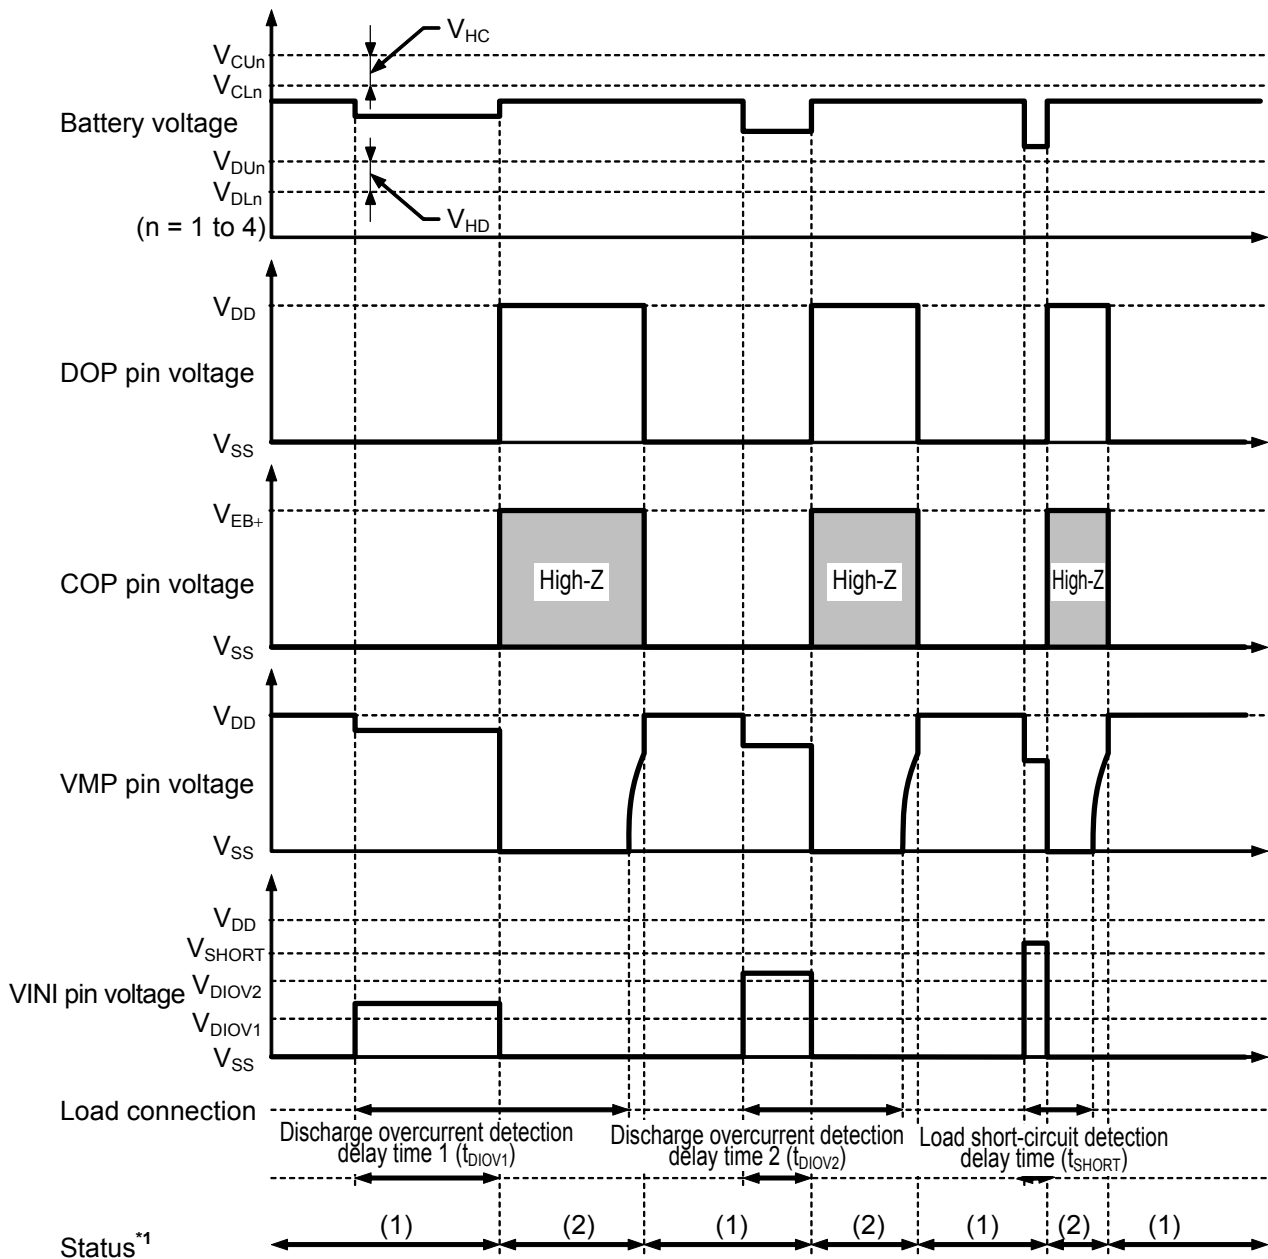 V_HC
V_CUn
V_CLn
Battery voltage
V_DUn
V_DLn
V_HD
(n = 1 to 4)
V_DD
DOP pin voltage
V_SS
V_EB+
COP pin voltage
High-Z
High-Z
High-Z
V_SS
V_DD
VMP pin voltage
V_SS
V_DD
V_SHORT
VINI pin voltage
V_DIOV2
V_DIOV1
V_SS
Load connection
Discharge overcurrent detection
delay time 1 (t_DIOV1)
Discharge overcurrent detection
delay time 2 (t_DIOV2)
Load short-circuit detection
delay time (t_SHORT)
Status*1
(1)
(2)
(1)
(2)
(1)
(2)
(1)